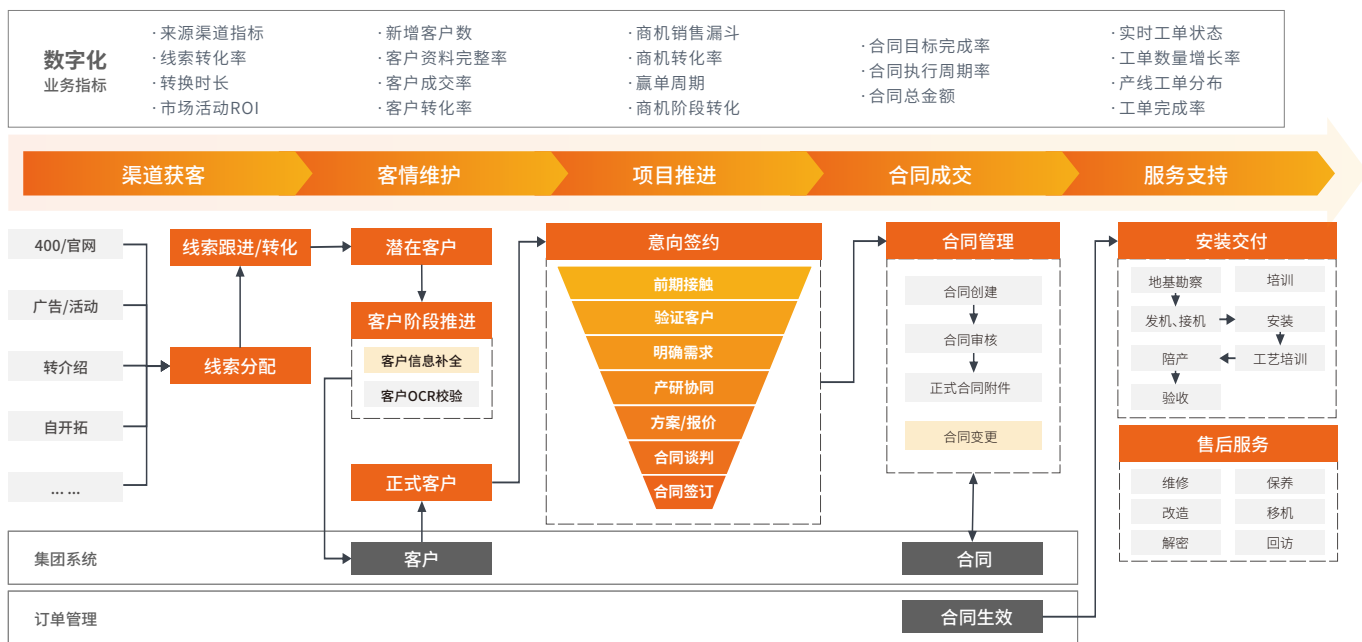 数字化
业务指标
·来源渠道指标
·线索转化率
·转换时长
·市场活动ROI
·新增客户数
·客户资料完整率
·客户成交率
·客户转化率
·商机销售漏斗
·商机转化率
·赢单周期
·商机阶段转化
·合同目标完成率
·合同执行周期率
·合同总金额
·实时工单状态
·工单数量增长率
·产线工单分布
·工单完成率
渠道获客
客情维护
项目推进
合同成交
服务支持
400/官网
广告/活动
转介绍
自开拓
... ...
线索跟进/转化
线索分配
潜在客户
客户阶段推进
客户信息补全
客户OCR校验
正式客户
意向签约
前期接触
验证客户
明确需求
产研协同
方案/报价
合同谈判
合同签订
合同管理
合同创建
合同审核
正式合同附件
合同变更
安装交付
地基勘察
培训
发机、接机
安装
陪产
工艺培训
验收
售后服务
维修
保养
改造
移机
解密
回访
集团系统
客户
合同
订单管理
合同生效